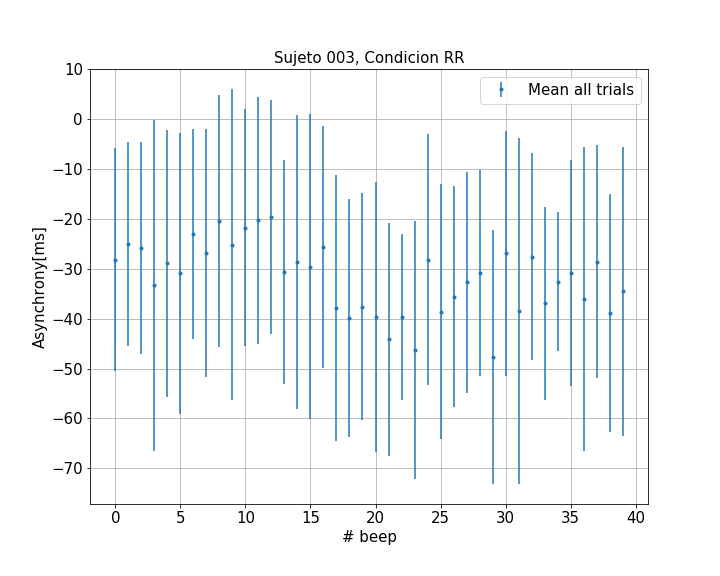 Sujeto 003, Condicion RR
Mean all trials
Asynchrony[ms]
10
0
−10
−20
−30
−40
−50
−60
−70
0 5 10 15 20 25 30 35 40
# beep